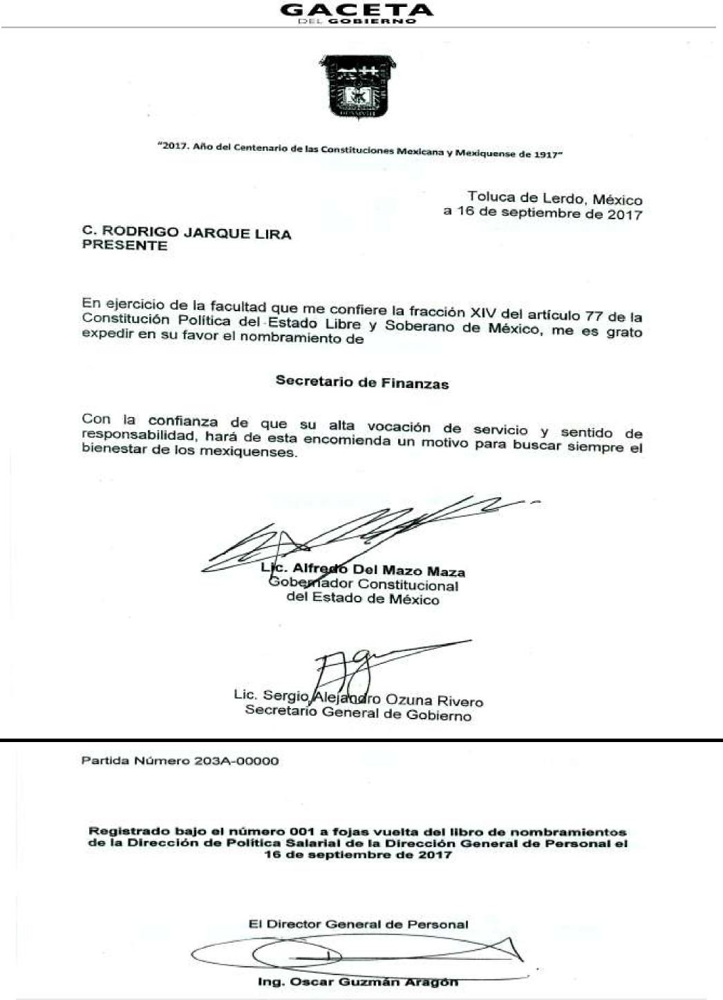 GACETA
DEL GOBIERNO
"2017. Año del Centenario de las Constituciones Mexicana y Mexiquense de 1917"
Toluca de Lerdo, México
a 16 de septiembre de 2017
C. RODRIGO JARQUE LIRA
PRESENTE
En ejercicio de la facultad que me confiere la fracción XIV del artículo 77 de la
Constitución Política del Estado Libre y Soberano de México, me es grato
expedir en su favor el nombramiento de
Secretario de Finanzas
Con la confianza de que su alta vocación de servicio y sentido de
responsabilidad, hará de esta encomienda un motivo para buscar siempre el
bienestar de los mexiquenses.
Lic. Alfredo Del Mazo Maza
Gobernador Constitucional
del Estado de México
Lic. Sergio Alejandro Ozuna Rivero
Secretario General de Gobierno
Partida Número 203A-00000
Registrado bajo el número 001 a fojas vuelta del libro de nombramientos
de la Dirección de Política Salarial de la Dirección General de Personal el
16 de septiembre de 2017
El Director General de Personal
Ing. Oscar Guzmán Aragón